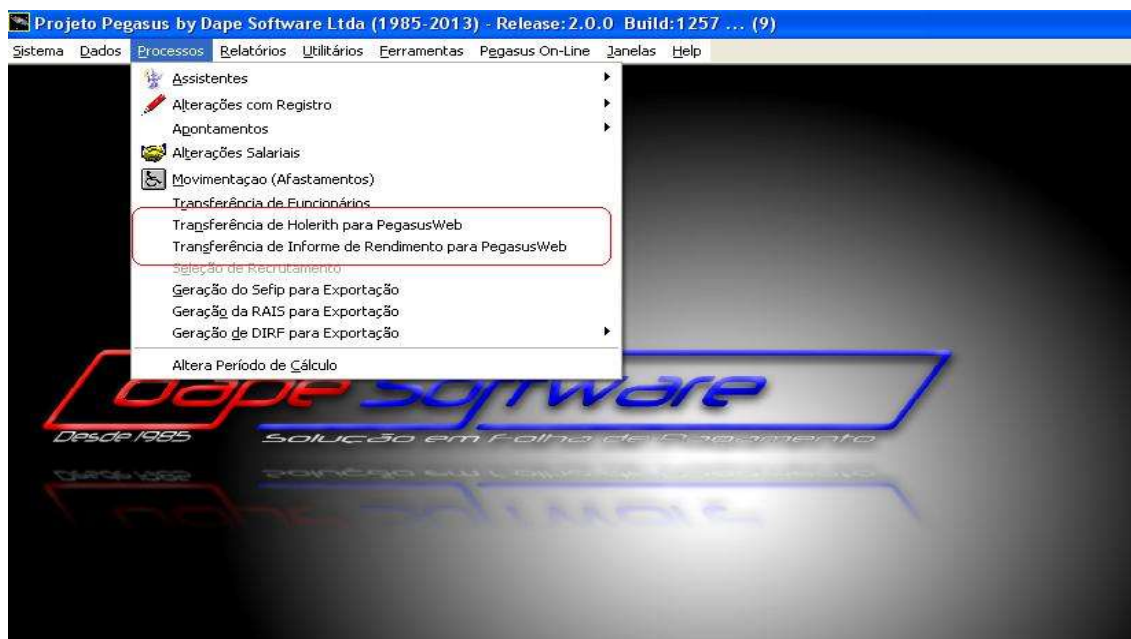 Projeto Pegasus by Dape Software Ltda (1985-2013) - Release:2.0.0 Build:1257 ... (9)
Sistema Dados Processos Relatórios Utilitários Ferramentas Pegasus On-Line Janelas Help
Assistentes
Alterações com Registro
Apontamentos
Alterações Salariais
Movimentaçao (Afastamentos)
Transferência de Funcionários
Transferência de Holerith para PegasusWeb
Transferência de Informe de Rendimento para PegasusWeb
Seleção de Recrutamento
Geração do Sefip para Exportação
Geração da RAIS para Exportação
Geração de DIRF para Exportação
Altera Período de Cálculo
Dape Software
Desde 1985 Solução em Folha de Pagamento